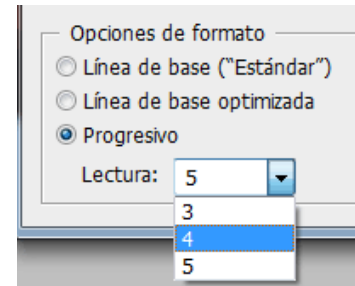 Opciones de formato
Línea de base ("Estándar")
Línea de base optimizada
Progresivo
Lectura: 5
3
4
5